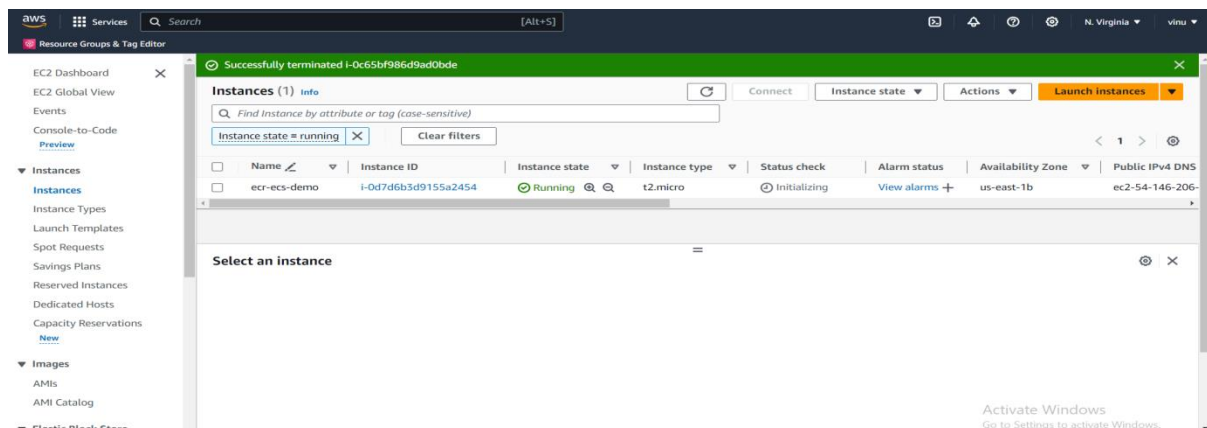 aws Services Search [Alt+S] N. Virginia vinu
Resource Groups & Tag Editor
EC2 Dashboard
EC2 Global View
Events
Console-to-Code
Preview
Instances
Instances
Instance Types
Launch Templates
Spot Requests
Savings Plans
Reserved Instances
Dedicated Hosts
Capacity Reservations
New
Images
AMIs
AMI Catalog
Elastic Block Store
Successfully terminated i-0c65bf986d9ad0bde
Instances (1) Info Connect Instance state Actions Launch instances
Find Instance by attribute or tag (case-sensitive)
Instance state = running Clear filters
1
Name Instance ID Instance state Instance type Status check Alarm status Availability Zone Public IPv4 DNS
ecr-ecs-demo i-0d7d6b3d9155a2454 Running t2.micro Initializing View alarms + us-east-1b ec2-54-146-206-
Select an instance
Activate Windows
Go to Settings to activate Windows.